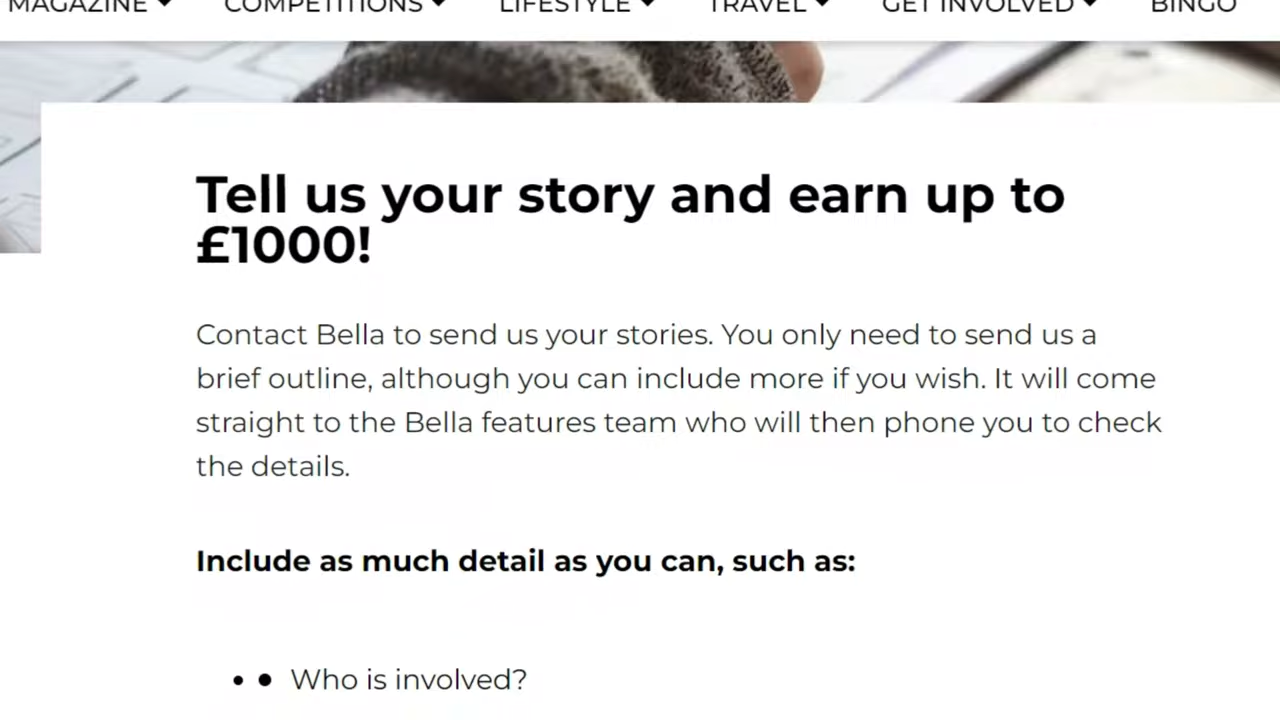 MAGAZINE COMPETITIONS LIFESTYLE TRAVEL GET INVOLVED BINGO
Tell us your story and earn up to
£1000!
Contact Bella to send us your stories. You only need to send us a
brief outline, although you can include more if you wish. It will come
straight to the Bella features team who will then phone you to check
the details.
Include as much detail as you can, such as:
Who is involved?